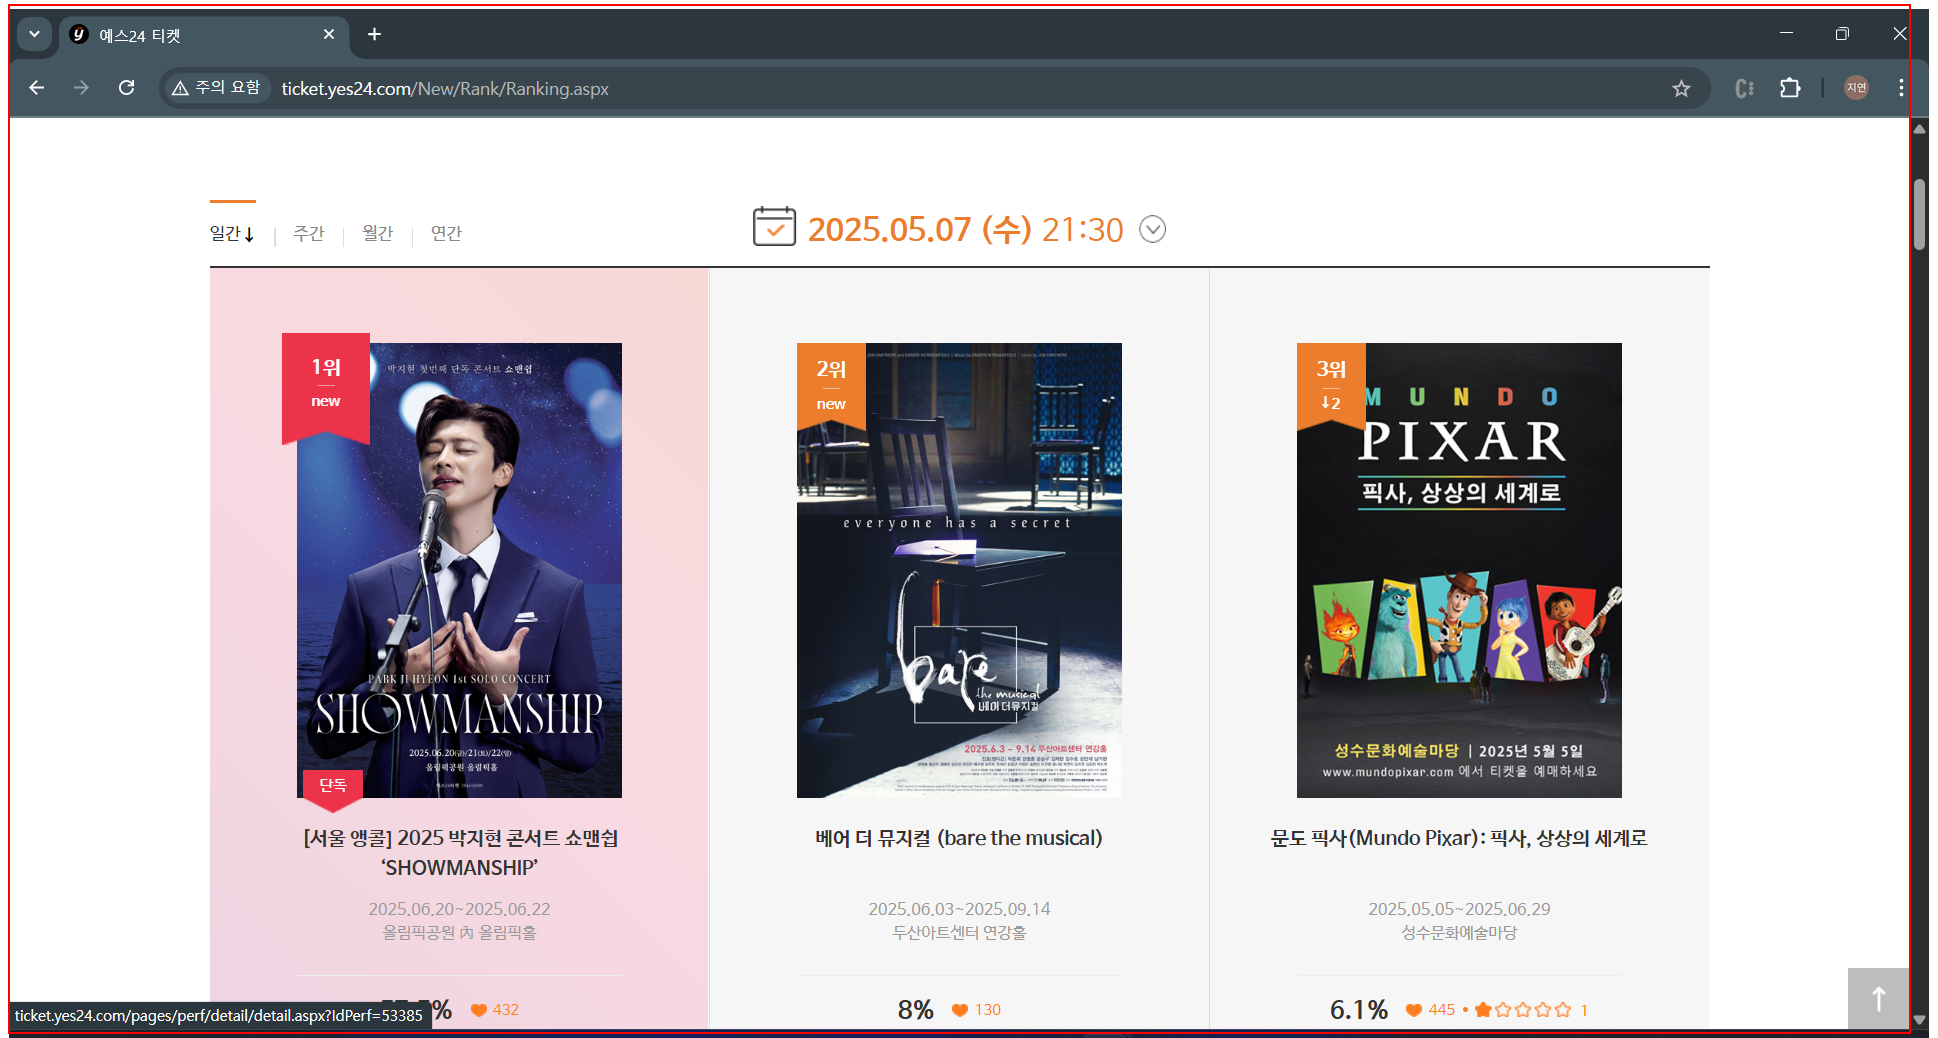 예스24 티켓
주의 요함 ticket.yes24.com/New/Rank/Ranking.aspx
지연
일간↓ 주간 월간 연간
2025.05.07 (수) 21:30
1위
new
박지현 첫번째 단독 콘서트 쇼맨쉽
PARK JI HYEON 1st SOLO CONCERT
SHOWMANSHIP
2025.06.20(금)/21(토)/22(일)
올림픽공원 올림픽홀
단독
[서울 앵콜] 2025 박지현 콘서트 쇼맨쉽
‘SHOWMANSHIP’
2025.06.20~2025.06.22
올림픽공원 內 올림픽홀
432
2위
new
everyone has a secret
bare
the musical
베어 더 뮤지컬
2025.6.3 ~ 9.14 두산아트센터 연강홀
베어 더 뮤지컬 (bare the musical)
2025.06.03~2025.09.14
두산아트센터 연강홀
8% 130
3위
↓2
MUNDO
PIXAR
픽사, 상상의 세계로
성수문화예술마당 | 2025년 5월 5일
www.mundopixar.com 에서 티켓을 예매하세요
문도 픽사(Mundo Pixar): 픽사, 상상의 세계로
2025.05.05~2025.06.29
성수문화예술마당
6.1% 445 • 1
ticket.yes24.com/pages/perf/detail/detail.aspx?IdPerf=53385